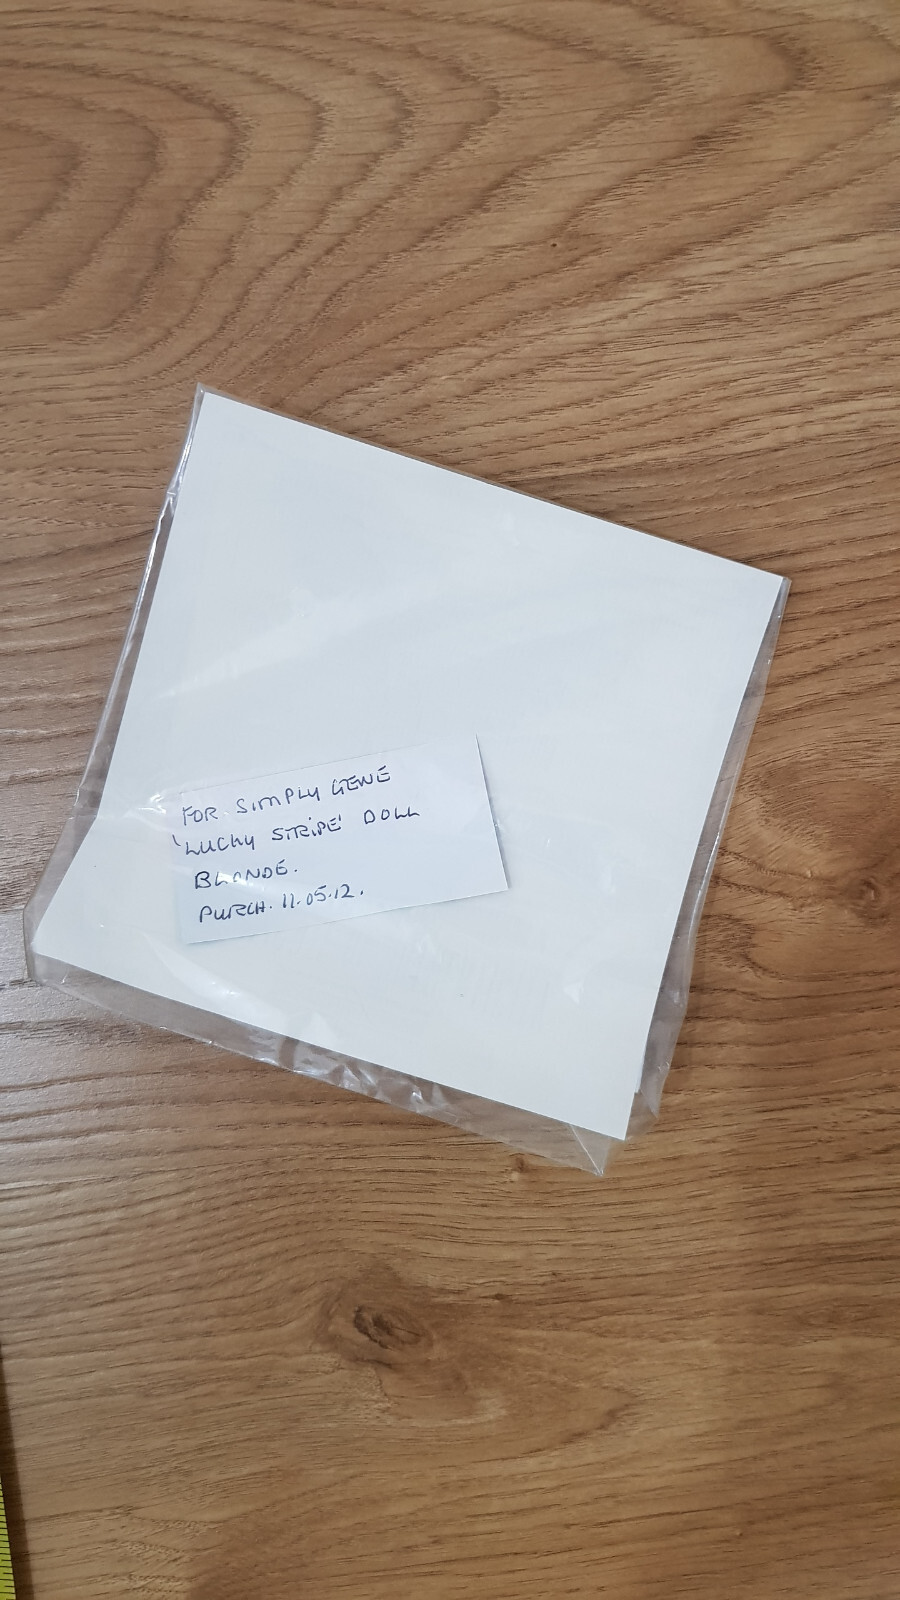 FOR SIMPLY GENE
'LUCKY STRIPE' DOLL
BLONDE.
PURCH. 11.05.12.